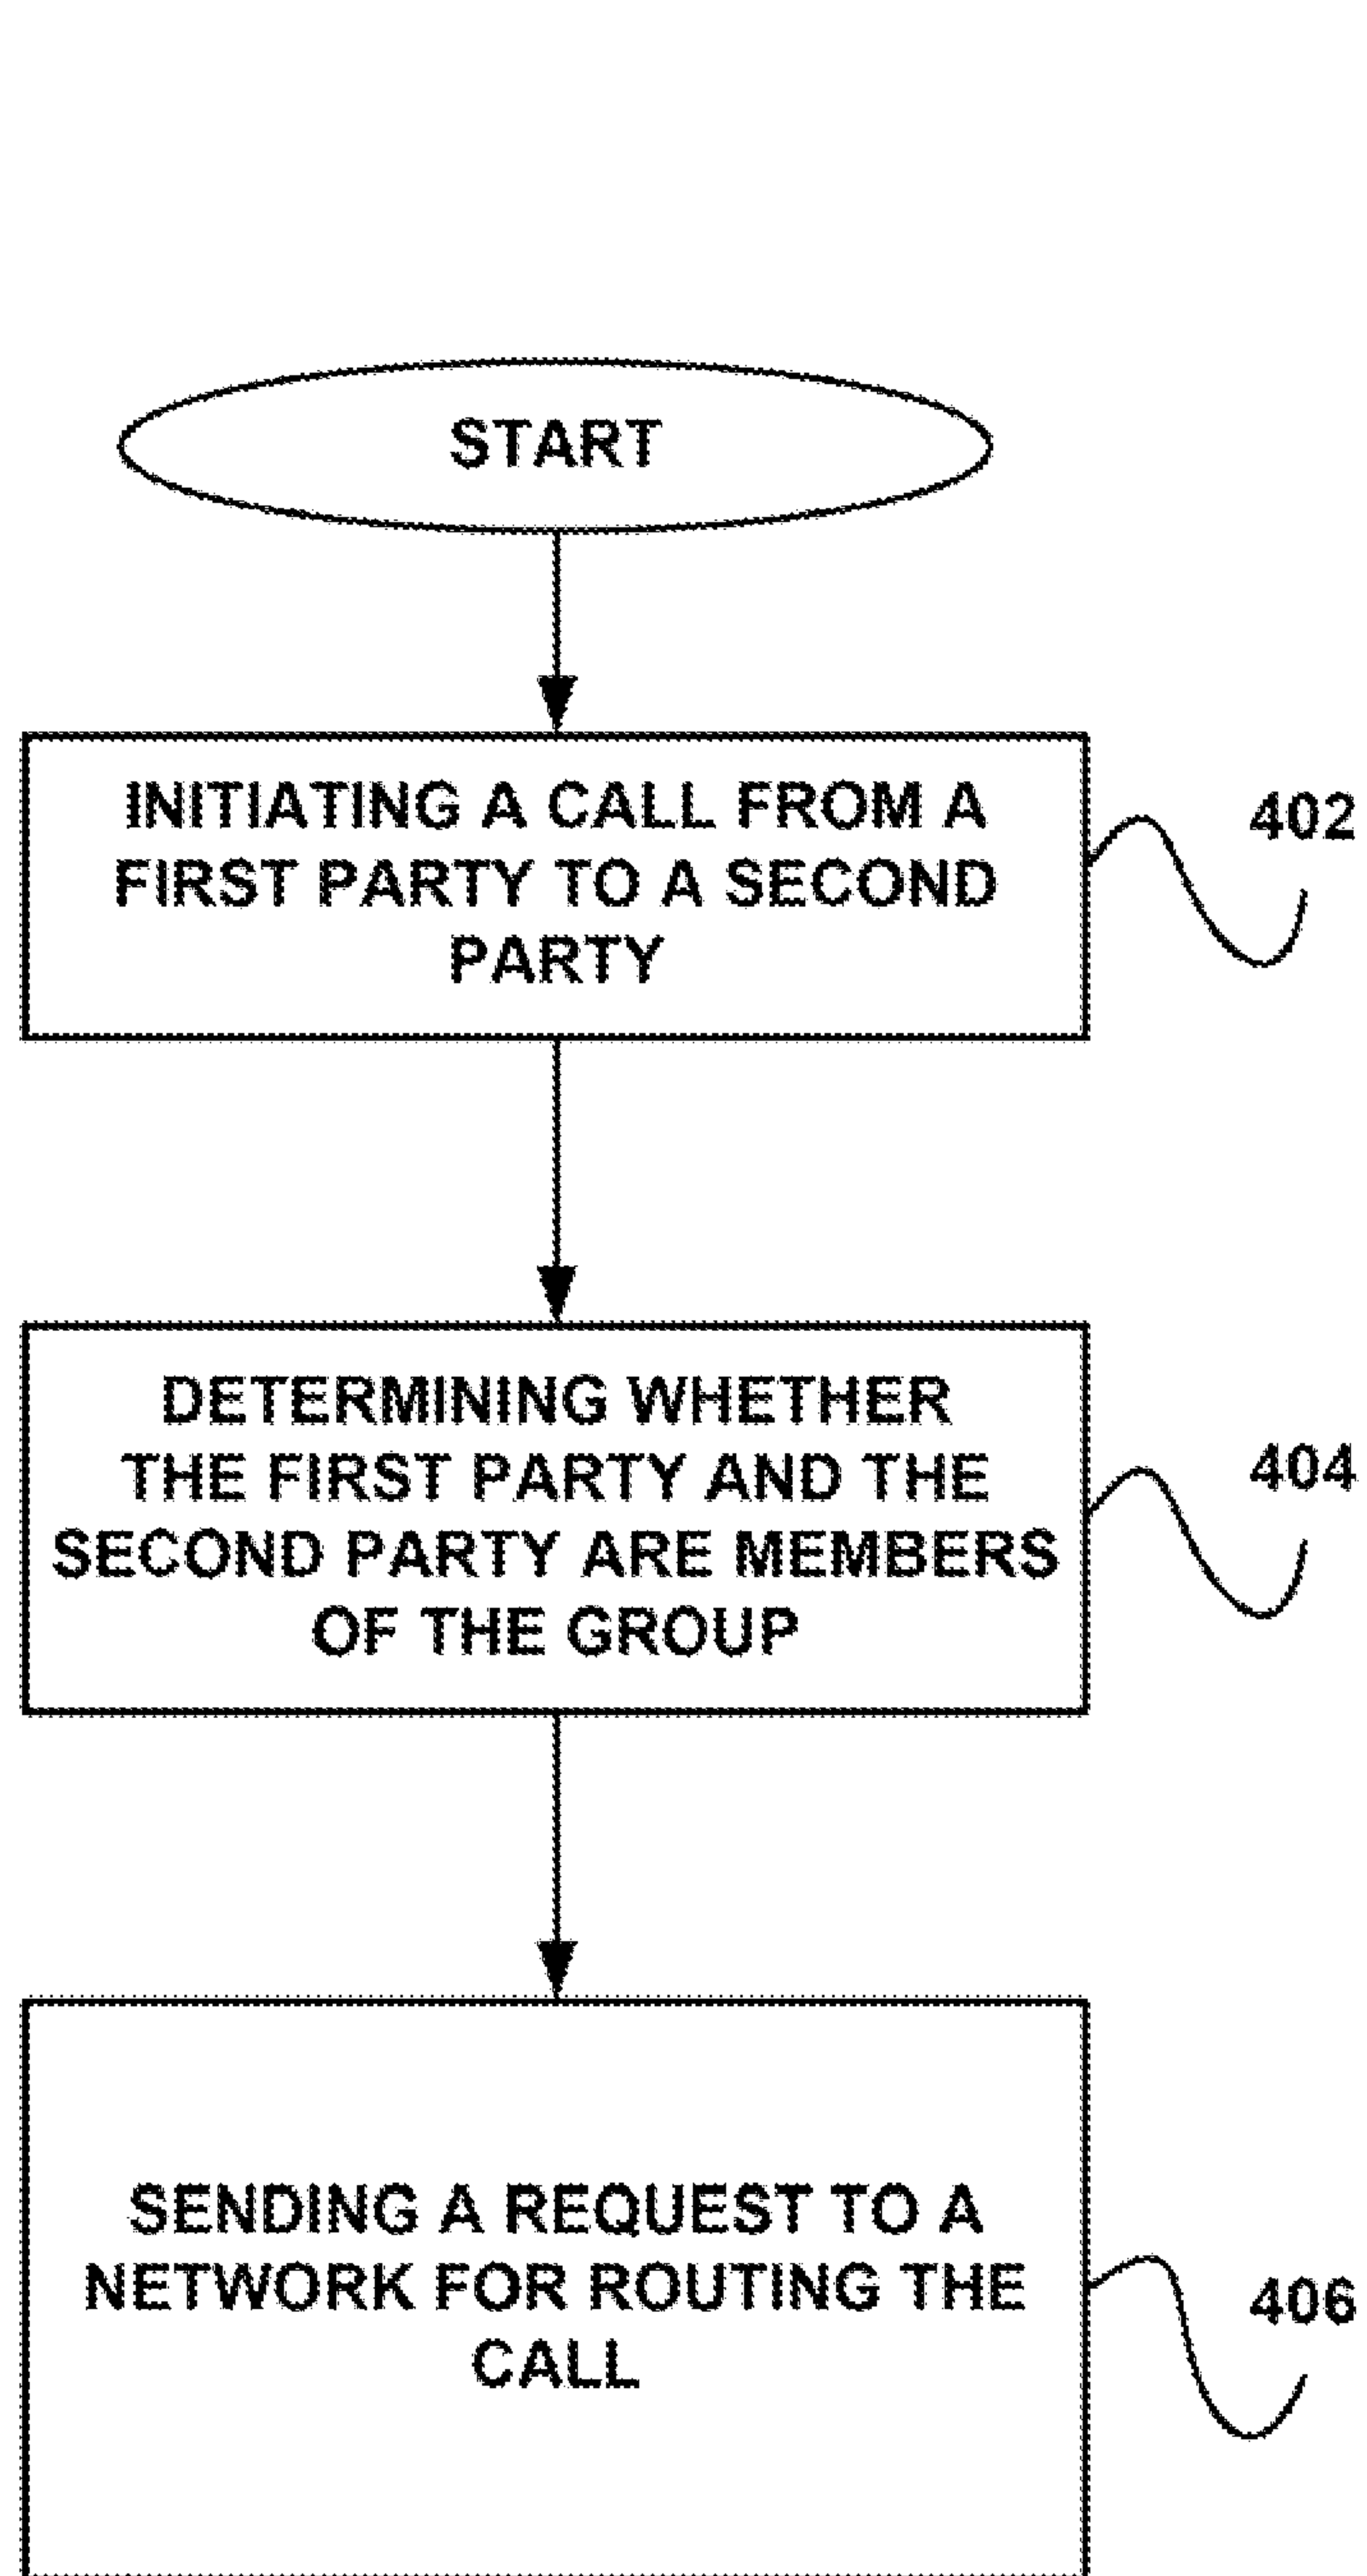 START
INITIATING A CALL FROM A
FIRST PARTY TO A SECOND
PARTY
402
DETERMINING WHETHER
THE FIRST PARTY AND THE
SECOND PARTY ARE MEMBERS
OF THE GROUP
404
SENDING A REQUEST TO A
NETWORK FOR ROUTING THE
CALL
406